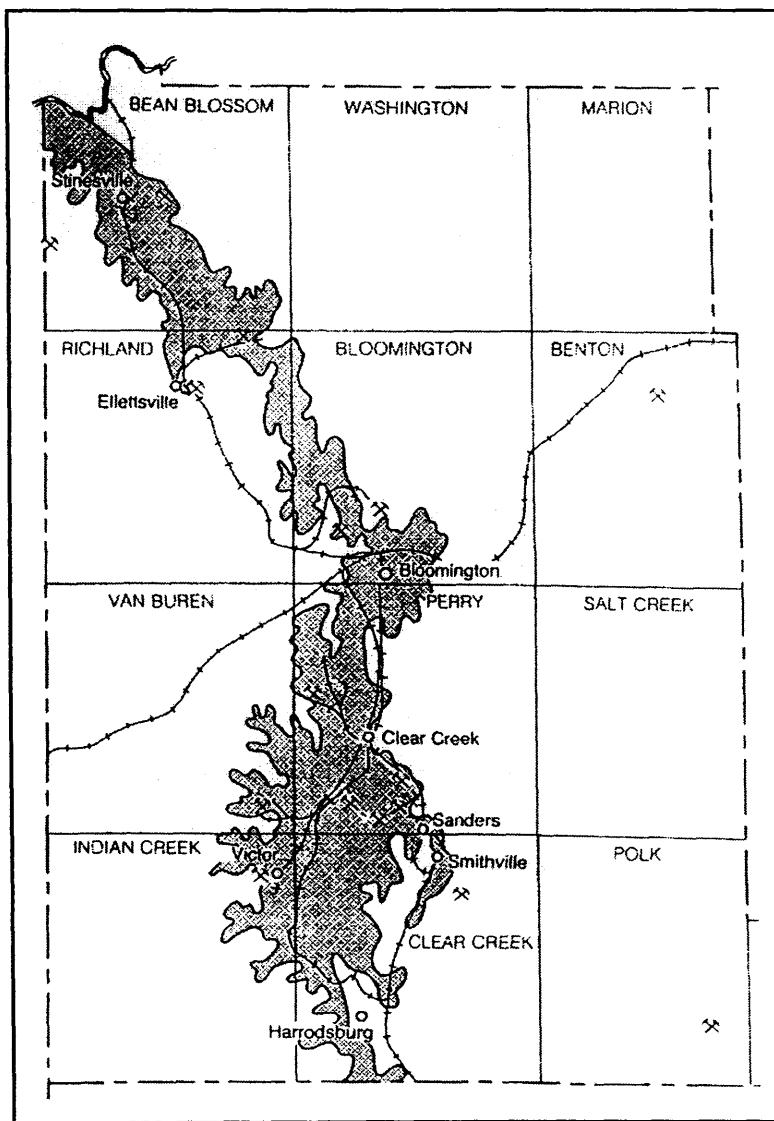 BEAN BLOSSOM
WASHINGTON
MARION
Stinesville
RICHLAND
BLOOMINGTON
BENTON
Ellettsville
Bloomington
VAN BUREN
PERRY
SALT CREEK
Clear Creek
Sanders
INDIAN CREEK
Victor
Smithville
POLK
CLEAR CREEK
Harrodsburg